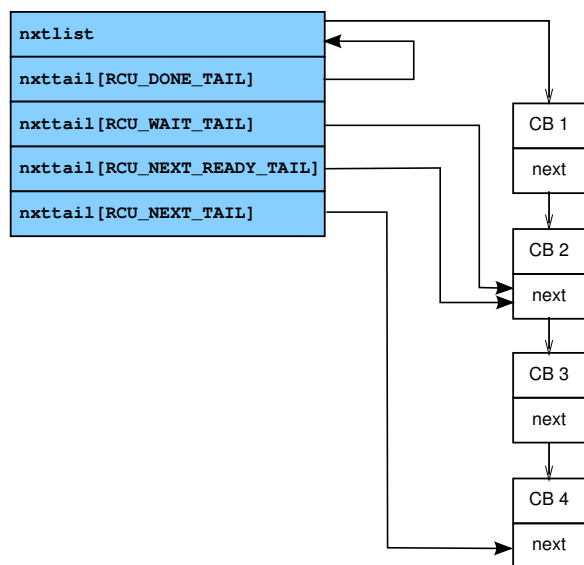 nxtlist
nxttail[RCU_DONE_TAIL]
nxttail[RCU_WAIT_TAIL]
nxttail[RCU_NEXT_READY_TAIL]
nxttail[RCU_NEXT_TAIL]
CB 1
next
CB 2
next
CB 3
next
CB 4
next